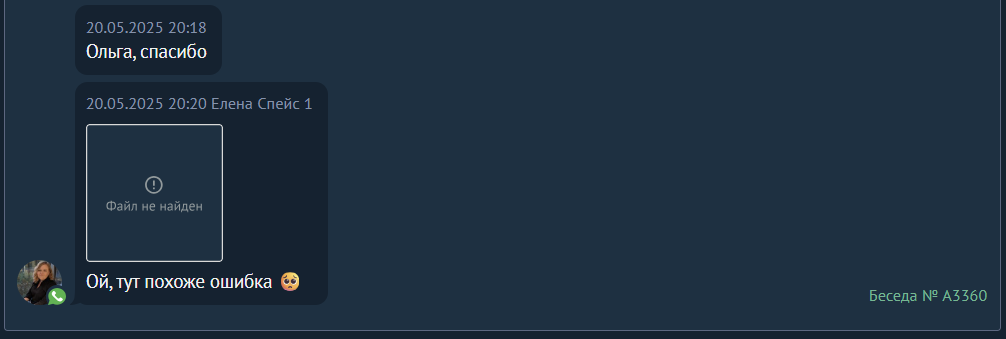 20.05.2025 20:18
Ольга, спасибо
20.05.2025 20:20 Елена Спейс 1
Файл не найден
Ой, тут похоже ошибка 🥺
Беседа № A3360